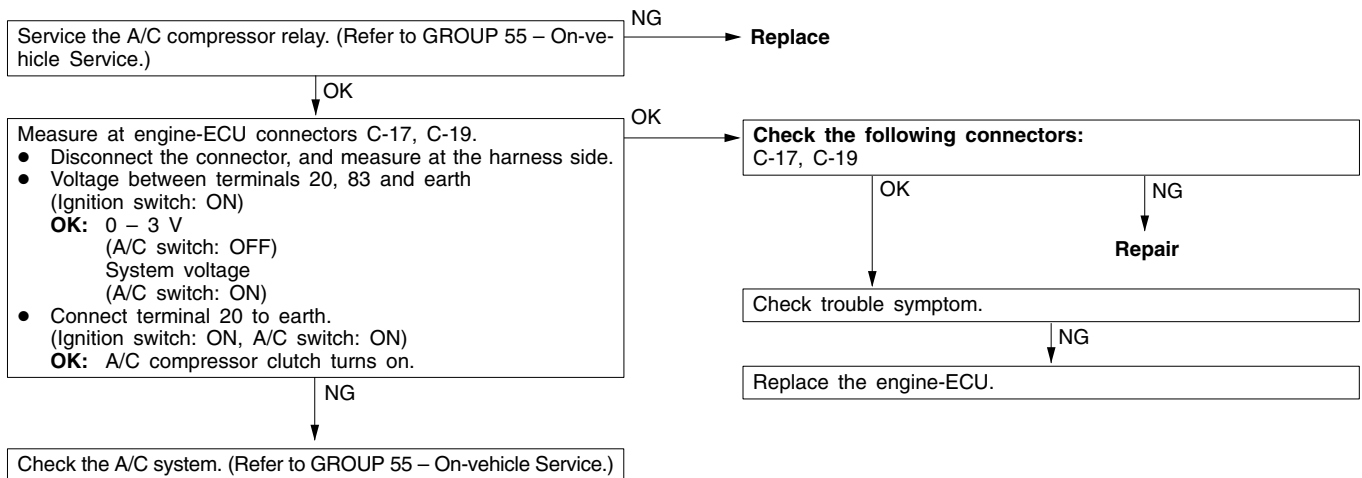 Service the A/C compressor relay. (Refer to GROUP 55 – On-ve-
hicle Service.)
NG
Replace
OK
Measure at engine-ECU connectors C-17, C-19.
● Disconnect the connector, and measure at the harness side.
● Voltage between terminals 20, 83 and earth
(Ignition switch: ON)
OK: 0 – 3 V
(A/C switch: OFF)
System voltage
(A/C switch: ON)
● Connect terminal 20 to earth.
(Ignition switch: ON, A/C switch: ON)
OK: A/C compressor clutch turns on.
OK
Check the following connectors:
C-17, C-19
OK
NG
Repair
Check trouble symptom.
NG
Replace the engine-ECU.
NG
Check the A/C system. (Refer to GROUP 55 – On-vehicle Service.)